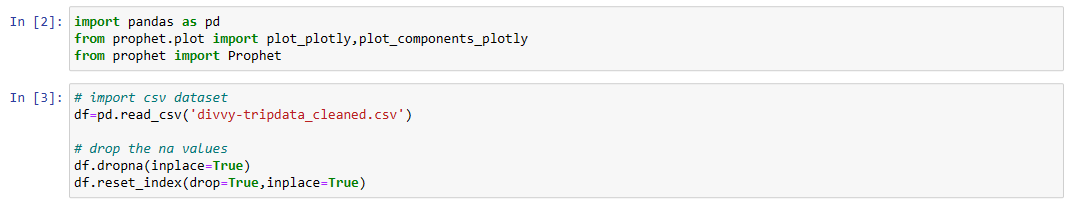 In [2]: import pandas as pd
from prophet.plot import plot_plotly,plot_components_plotly
from prophet import Prophet
In [3]: # import csv dataset
df=pd.read_csv('divvy-tripdata_cleaned.csv')
# drop the na values
df.dropna(inplace=True)
df.reset_index(drop=True,inplace=True)